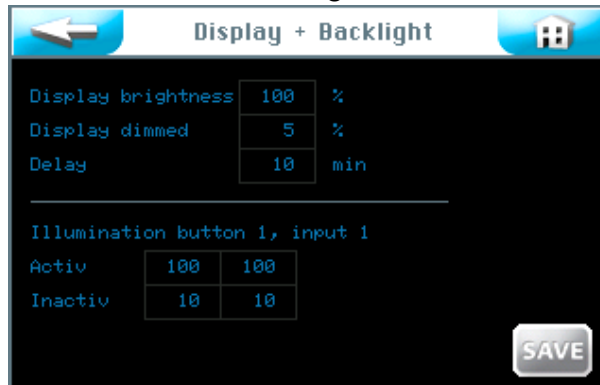 Display + Backlight
Display brightness 100 %
Display dimmed 5 %
Delay 10 min
Illumination button 1, input 1
Activ 100 100
Inactiv 10 10
SAVE